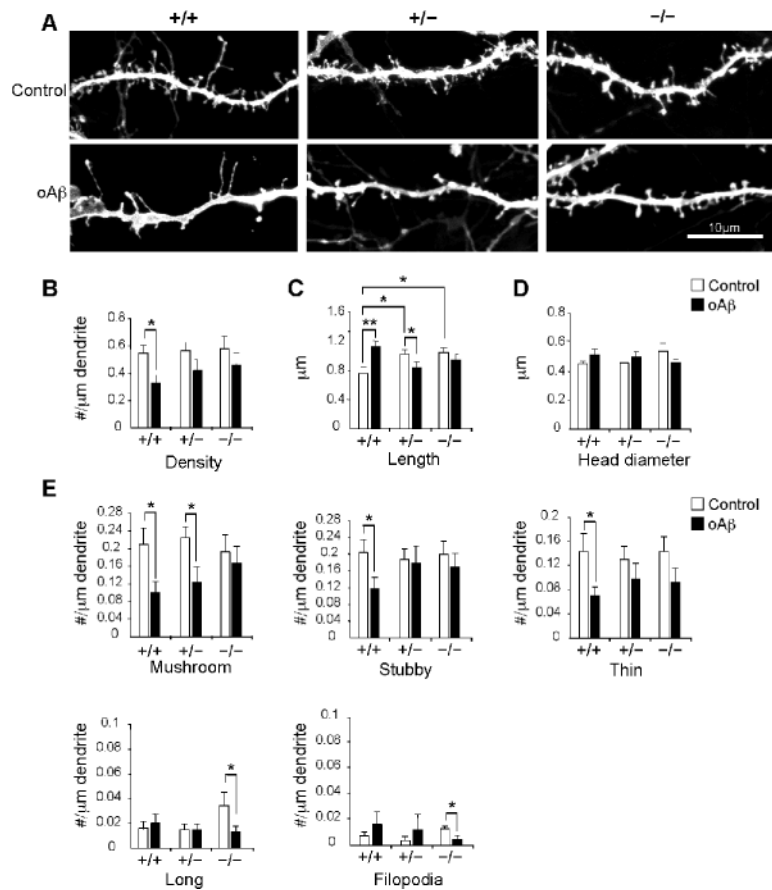 A
+/+ +/− −/−
Control
oAβ
10μm
B
C
D
Control
oAβ
*
#/μm dendrite
0.8
0.6
0.4
0.2
0
+/+ +/− −/−
Density
*
*
**
*
μm
1.6
1.2
0.8
0.4
0
+/+ +/− −/−
Length
μm
0.8
0.6
0.4
0.2
0
+/+ +/− −/−
Head diameter
E
Control
oAβ
* *
#/μm dendrite
0.28
0.24
0.2
0.16
0.12
0.08
0.04
0
+/+ +/− −/−
Mushroom
*
#/μm dendrite
0.28
0.24
0.2
0.16
0.12
0.08
0.04
0
+/+ +/− −/−
Stubby
*
#/μm dendrite
0.2
0.16
0.12
0.08
0.04
0
+/+ +/− −/−
Thin
*
#/μm dendrite
0.1
0.08
0.06
0.04
0.02
0
+/+ +/− −/−
Long
*
#/μm dendrite
0.1
0.08
0.06
0.04
0.02
0
+/+ +/− −/−
Filopodia